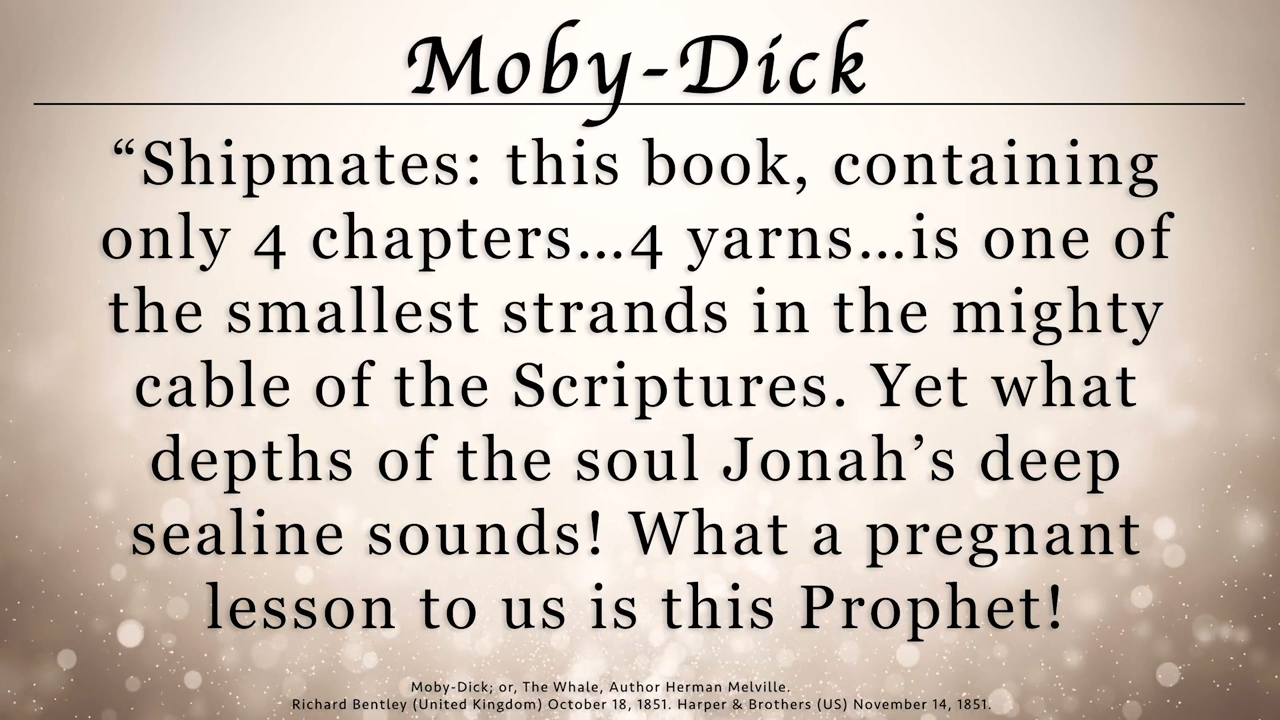 Moby-Dick
“Shipmates: this book, containing
only 4 chapters...4 yarns...is one of
the smallest strands in the mighty
cable of the Scriptures. Yet what
depths of the soul Jonah’s deep
sealine sounds! What a pregnant
lesson to us is this Prophet!
Moby-Dick; or, The Whale, Author Herman Melville.
Richard Bentley (United Kingdom) October 18, 1851. Harper & Brothers (US) November 14, 1851.